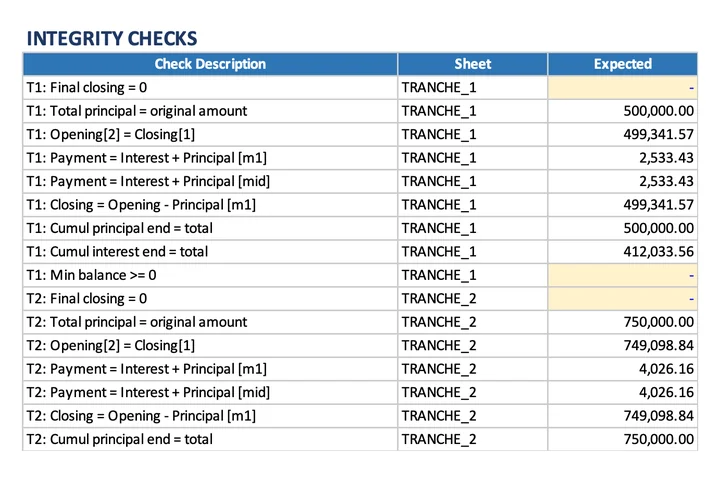 INTEGRITY CHECKS
Check Description Sheet Expected
T1: Final closing = 0 TRANCHE_1 -
T1: Total principal = original amount TRANCHE_1 500,000.00
T1: Opening[2] = Closing[1] TRANCHE_1 499,341.57
T1: Payment = Interest + Principal [m1] TRANCHE_1 2,533.43
T1: Payment = Interest + Principal [mid] TRANCHE_1 2,533.43
T1: Closing = Opening - Principal [m1] TRANCHE_1 499,341.57
T1: Cumul principal end = total TRANCHE_1 500,000.00
T1: Cumul interest end = total TRANCHE_1 412,033.56
T1: Min balance >= 0 TRANCHE_1 -
T2: Final closing = 0 TRANCHE_2 -
T2: Total principal = original amount TRANCHE_2 750,000.00
T2: Opening[2] = Closing[1] TRANCHE_2 749,098.84
T2: Payment = Interest + Principal [m1] TRANCHE_2 4,026.16
T2: Payment = Interest + Principal [mid] TRANCHE_2 4,026.16
T2: Closing = Opening - Principal [m1] TRANCHE_2 749,098.84
T2: Cumul principal end = total TRANCHE_2 750,000.00